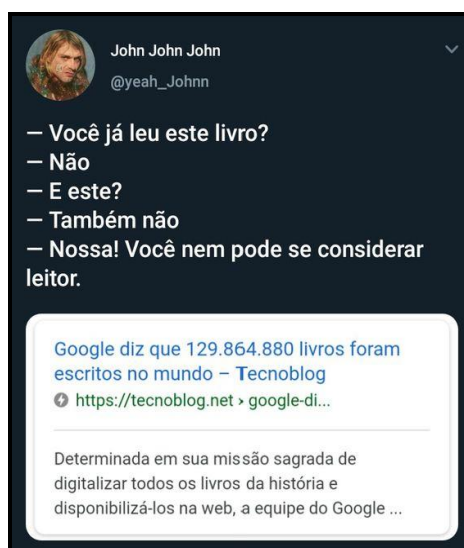 John John John
@yeah_Johnn
— Você já leu este livro?
— Não
— E este?
— Também não
— Nossa! Você nem pode se considerar
leitor.
Google diz que 129.864.880 livros foram
escritos no mundo – Tecnoblog
https://tecnoblog.net › google-di...
Determinada em sua missão sagrada de
digitalizar todos os livros da história e
disponibilizá-los na web, a equipe do Google ...